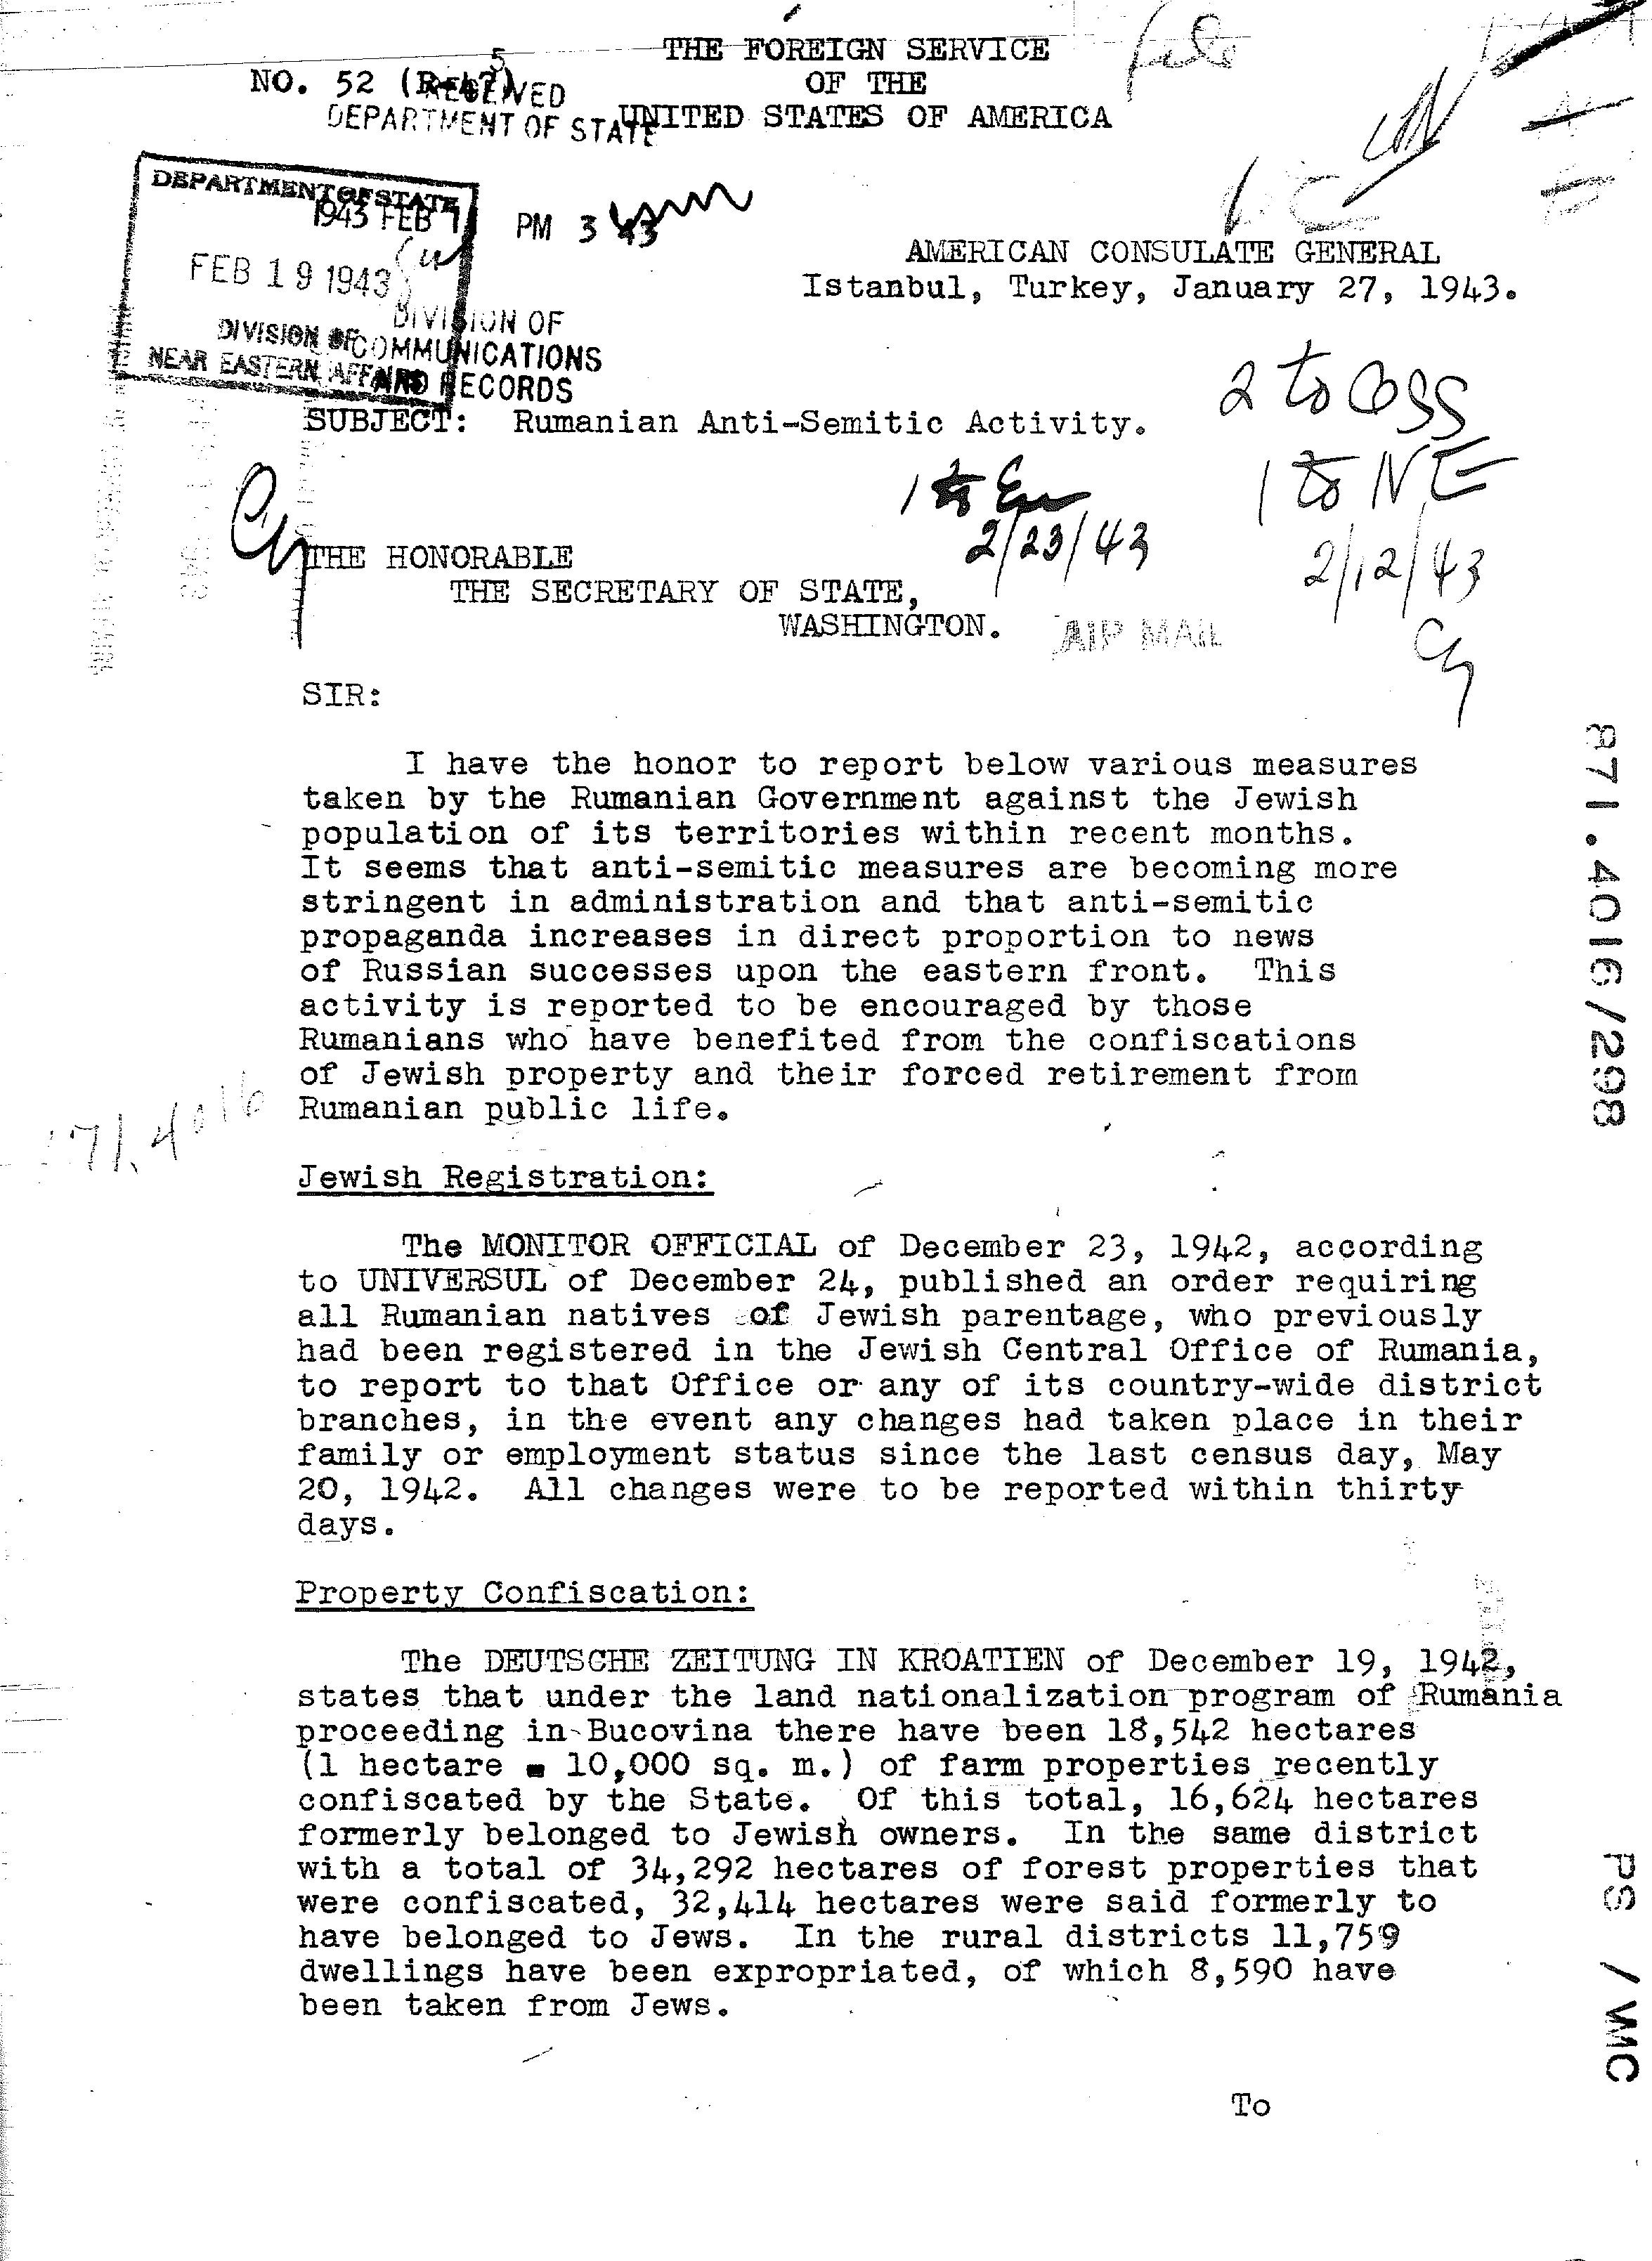 THE FOREIGN SERVICE
OF THE
UNITED STATES OF AMERICA
File
NO. 52 (R-
5
RECEIVED
DEPARTMENT OF STATE
DEPARTMENT OF STATE
1943 FEB
PM 3 43
FEB 19 1943
DIVISION OF
NEAR EASTERN AFFAIRS
DIVISION OF
COMMUNICATIONS
AND RECORDS
AMERICAN CONSULATE GENERAL
Istanbul, Turkey, January 27, 1943.
SUBJECT: Rumanian Anti-Semitic Activity.
2 to OSS
1 to NE
2/12/43
1 to Eu
2/23/43
THE HONORABLE
THE SECRETARY OF STATE,
WASHINGTON.
AIR MAIL
SIR:
I have the honor to report below various measures
taken by the Rumanian Government against the Jewish
population of its territories within recent months.
It seems that anti-semitic measures are becoming more
stringent in administration and that anti-semitic
propaganda increases in direct proportion to news
of Russian successes upon the eastern front. This
activity is reported to be encouraged by those
Rumanians who have benefited from the confiscations
of Jewish property and their forced retirement from
Rumanian public life.
871.4016/298
71.4016
Jewish Registration:
The MONITOR OFFICIAL of December 23, 1942, according
to UNIVERSUL of December 24, published an order requiring
all Rumanian natives of Jewish parentage, who previously
had been registered in the Jewish Central Office of Rumania,
to report to that Office or any of its country-wide district
branches, in the event any changes had taken place in their
family or employment status since the last census day, May
20, 1942. All changes were to be reported within thirty
days.
Property Confiscation:
The DEUTSCHE ZEITUNG IN KROATIEN of December 19, 1942,
states that under the land nationalization program of Rumania
proceeding in Bucovina there have been 18,542 hectares
(1 hectare = 10,000 sq. m.) of farm properties recently
confiscated by the State. Of this total, 16,624 hectares
formerly belonged to Jewish owners. In the same district
with a total of 34,292 hectares of forest properties that
were confiscated, 32,414 hectares were said formerly to
have belonged to Jews. In the rural districts 11,759
dwellings have been expropriated, of which 8,590 have
been taken from Jews.
PS / WMC
To